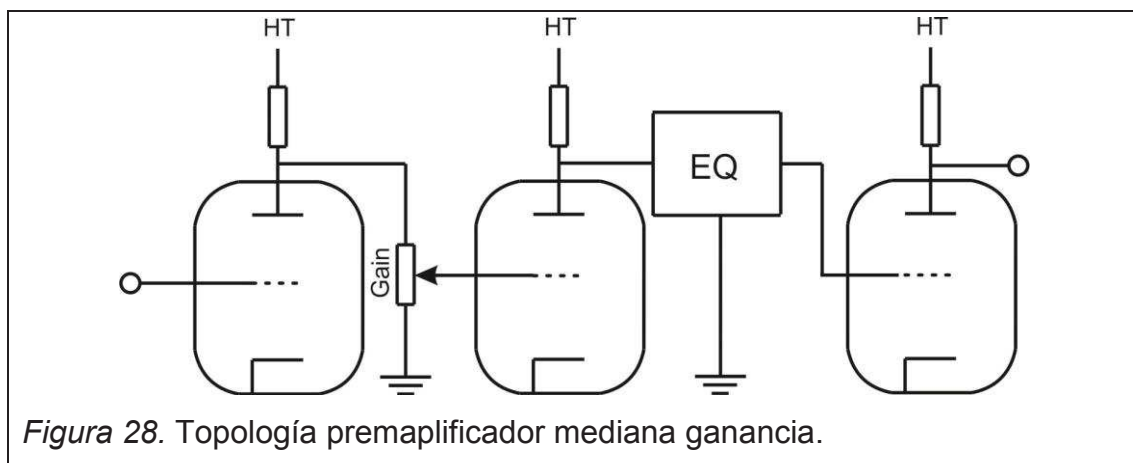 HT
HT
HT
Gain
EQ
Figura 28. Topología premaplificador mediana ganancia.